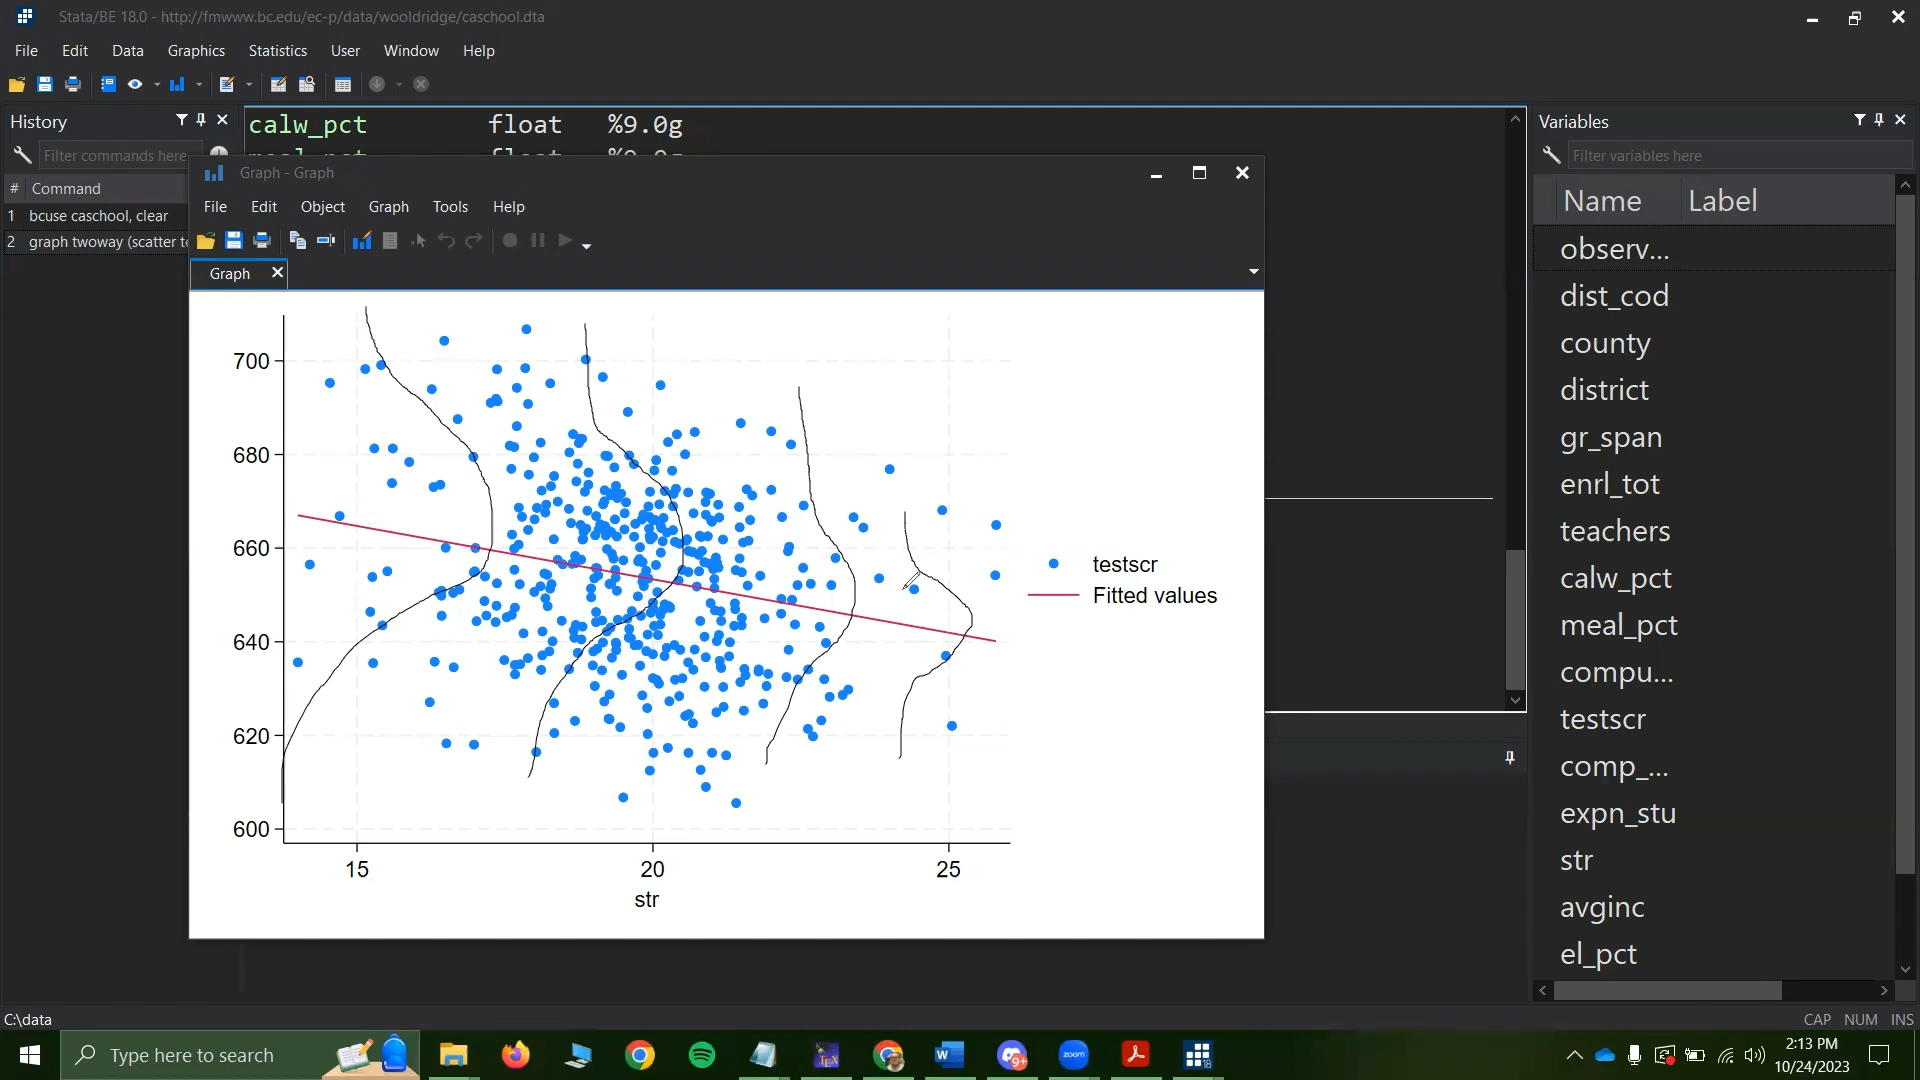 Stata/BE 18.0 - http://fmwww.bc.edu/ec-p/data/wooldridge/caschool.dta
File Edit Data Graphics Statistics User Window Help
History
Filter commands here
# Command
1 bcuse caschool, clear
2 graph twoway (scatter te
calw_pct float %9.0g
Graph - Graph
File Edit Object Graph Tools Help
Graph
700
680
660
640
620
600
15 20 25
str
testscr
Fitted values
Variables
Filter variables here
Name Label
observ...
dist_cod
county
district
gr_span
enrl_tot
teachers
calw_pct
meal_pct
compu...
testscr
comp_...
expn_stu
str
avginc
el_pct
C:\data
CAP NUM INS
Type here to search
TEX
9+
zoom
18
2:13 PM
10/24/2023